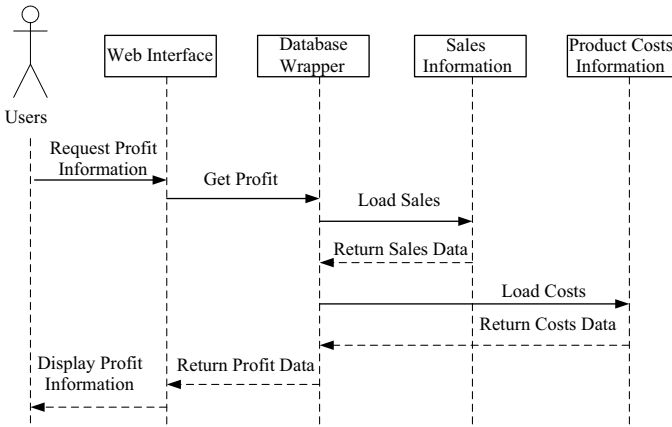 Web Interface
Database
Wrapper
Sales
Information
Product Costs
Information
Users
Request Profit
Information
Get Profit
Load Sales
Return Sales Data
Load Costs
Return Costs Data
Return Profit Data
Display Profit
Information